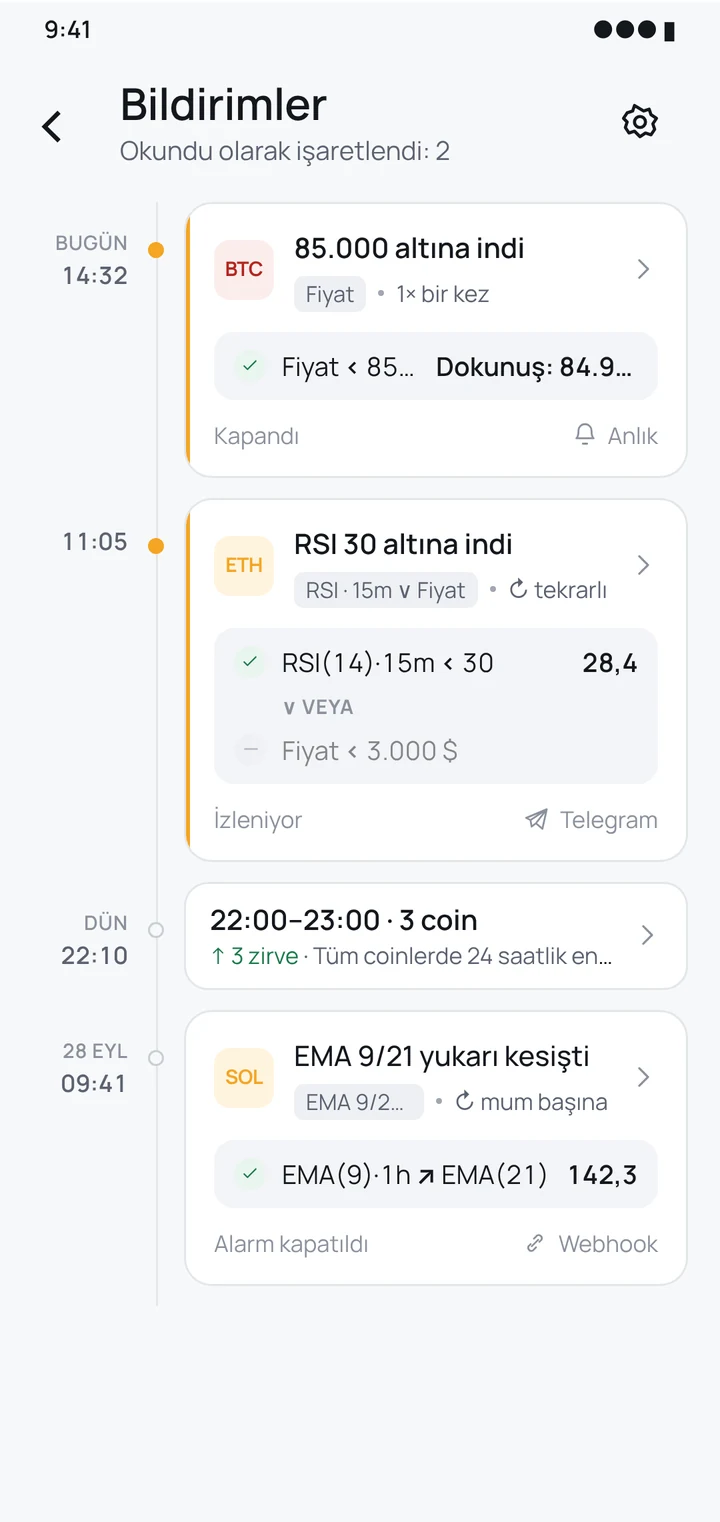 9:41
Bildirimler
Okundu olarak işaretlendi: 2
BUGÜN
14:32
BTC
85.000 altına indi
Fiyat • 1× bir kez
Fiyat < 85... Dokunuş: 84.9...
Kapandı
Anlık
11:05
ETH
RSI 30 altına indi
RSI · 15m ∨ Fiyat • ↻ tekrarlı
RSI(14)·15m < 30 28,4
∨ VEYA
Fiyat < 3.000 $
İzleniyor
Telegram
DÜN
22:10
22:00–23:00 · 3 coin
↑ 3 zirve · Tüm coinlerde 24 saatlik en...
28 EYL
09:41
SOL
EMA 9/21 yukarı kesişti
EMA 9/2... • ↻ mum başına
EMA(9)·1h ↗ EMA(21) 142,3
Alarm kapatıldı
Webhook